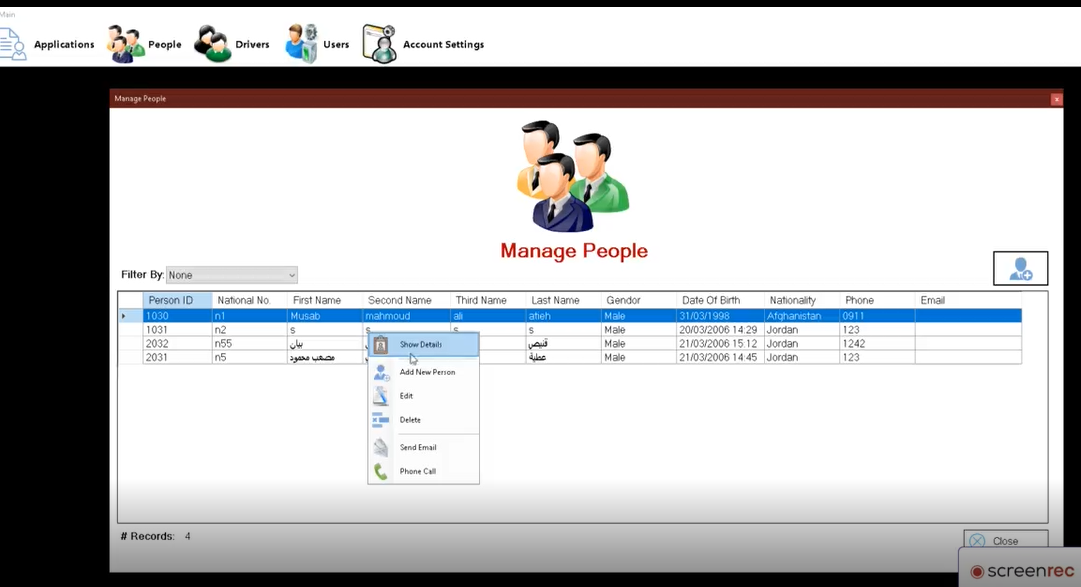 Main
Applications People Drivers Users Account Settings
Manage People
Manage People
Filter By: None
Person ID National No. First Name Second Name Third Name Last Name Gendor Date Of Birth Nationality Phone Email
1030 n1 Musab mahmoud ali atieh Male 31/03/1998 Afghanistan 0911
1031 n2 s s s s Male 20/03/2006 14:29 Jordan 123
2032 n55 بيان قنيص Male 21/03/2006 15:12 Jordan 1242
2031 n5 مصعب محمود عطية Male 21/03/2006 14:45 Jordan 123
Show Details
Add New Person
Edit
Delete
Send Email
Phone Call
# Records: 4
Close
screenrec